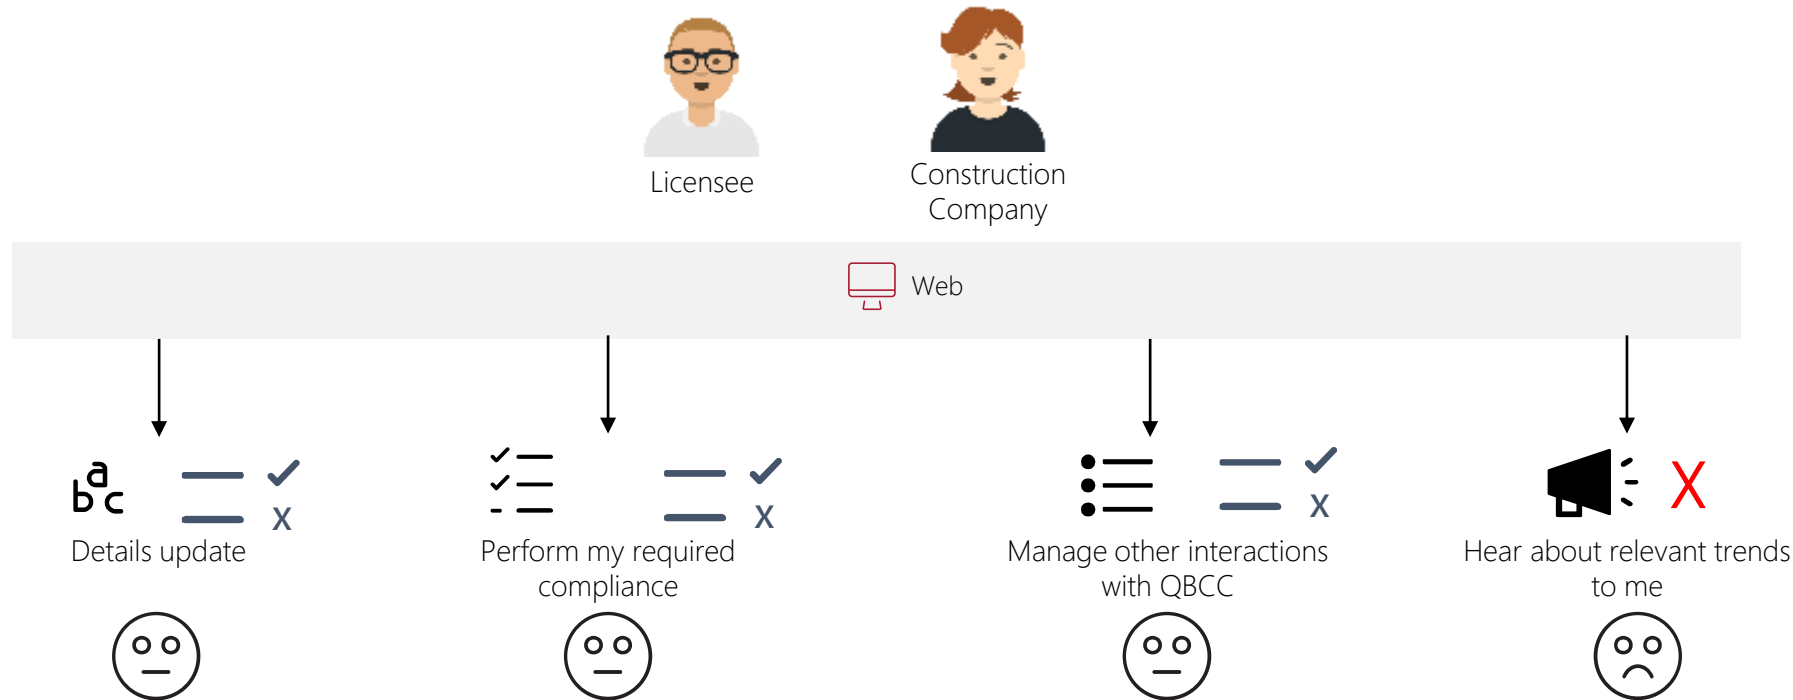 Licensee
Construction
Company
Web
a
b c
X
X
X
X
Details update
Perform my required
compliance
Manage other interactions
with QBCC
Hear about relevant trends
to me